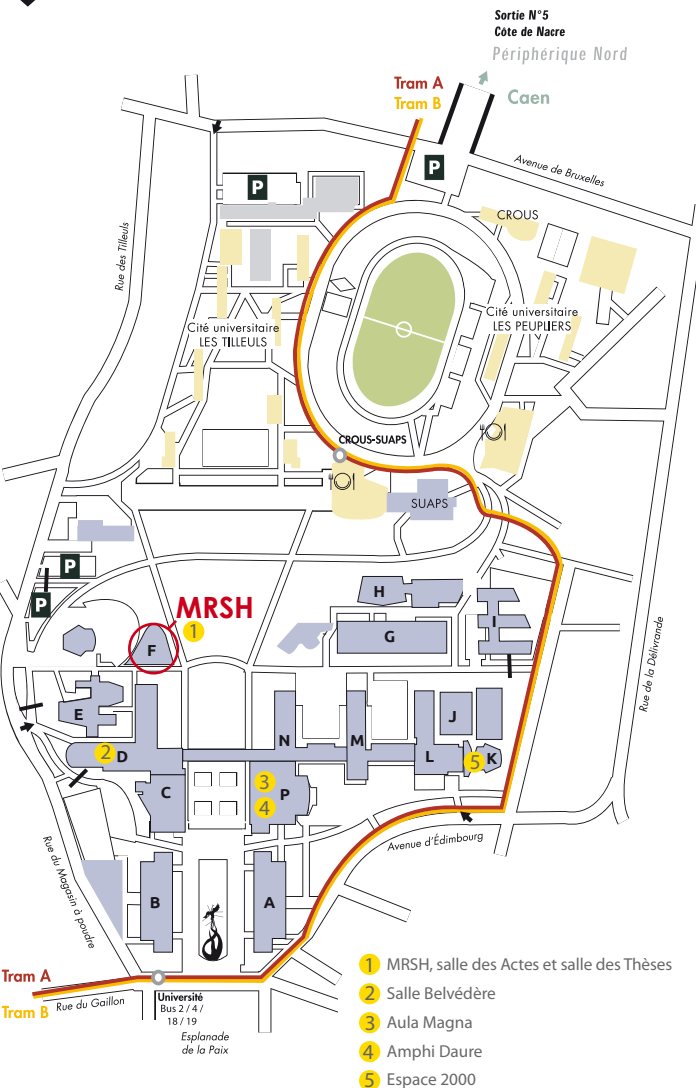 Sortie N°5
Côte de Nacre
Périphérique Nord
Tram A
Tram B
Caen
P
Avenue de Bruxelles
P
CROUS
Rue des Tilleuls
Cité universitaire
LES TILLEULS
Cité universitaire
LES PEUPLIERS
CROUS-SUAPS
SUAPS
P
P
MRSH
1
F
H
G
I
Rue de la Délivrande
E
2
D
N
M
J
L
5
K
C
3
P
4
Avenue d'Édimbourg
Rue du Magasin à poudre
B
A
Tram A
Tram B
Rue du Gaillon
Université
Bus 2 / 4 /
18 / 19
Esplanade
de la Paix
1 MRSH, salle des Actes et salle des Thèses
2 Salle Belvédère
3 Aula Magna
4 Amphi Daure
5 Espace 2000